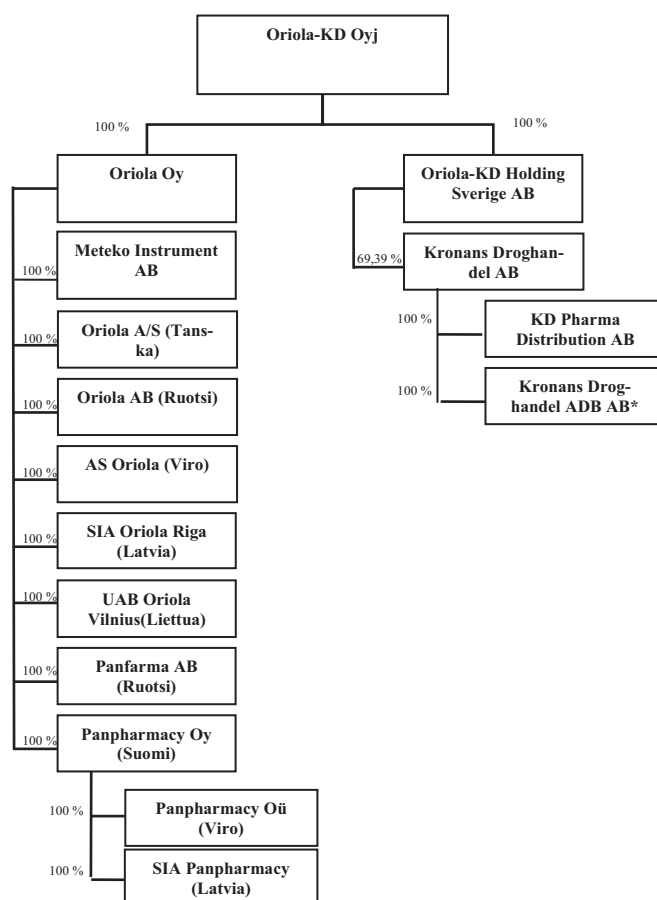 Oriola-KD Oyj
100 %
100 %
Oriola Oy
Oriola-KD Holding
Sverige AB
Meteko Instrument
AB
100 %
69,39 %
Kronans Droghan-
del AB
Oriola A/S (Tans-
ka)
100 %
100 %
KD Pharma
Distribution AB
Oriola AB (Ruotsi)
100 %
100 %
Kronans Drog-
handel ADB AB*
AS Oriola (Viro)
100 %
SIA Oriola Riga
(Latvia)
100 %
UAB Oriola
Vilnius(Liettua)
100 %
Panfarma AB
(Ruotsi)
100 %
Panpharmacy Oy
(Suomi)
100 %
Panpharmacy Oü
(Viro)
100 %
SIA Panpharmacy
(Latvia)
100 %